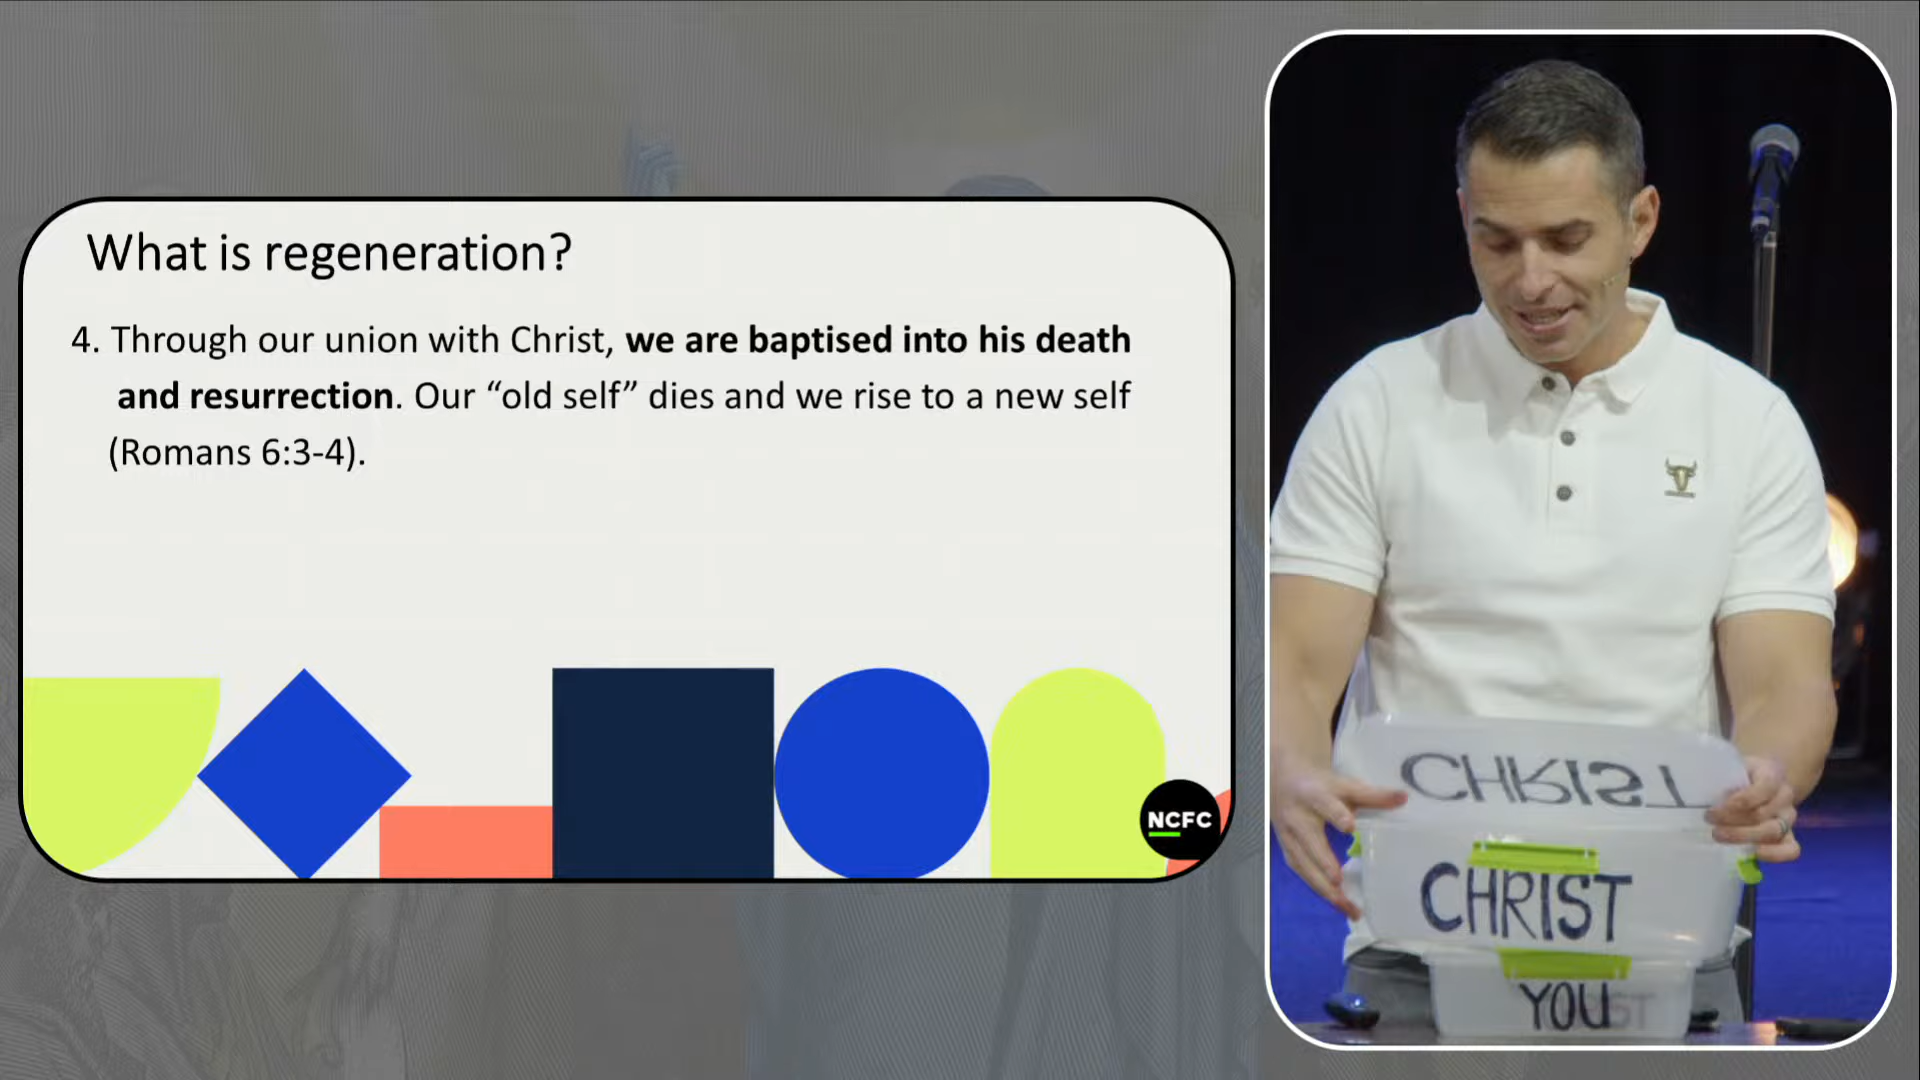 What is regeneration?
4. Through our union with Christ, we are baptised into his death
and resurrection. Our “old self” dies and we rise to a new self
(Romans 6:3-4).
NCFC
CHRIST
CHRIST
YOU